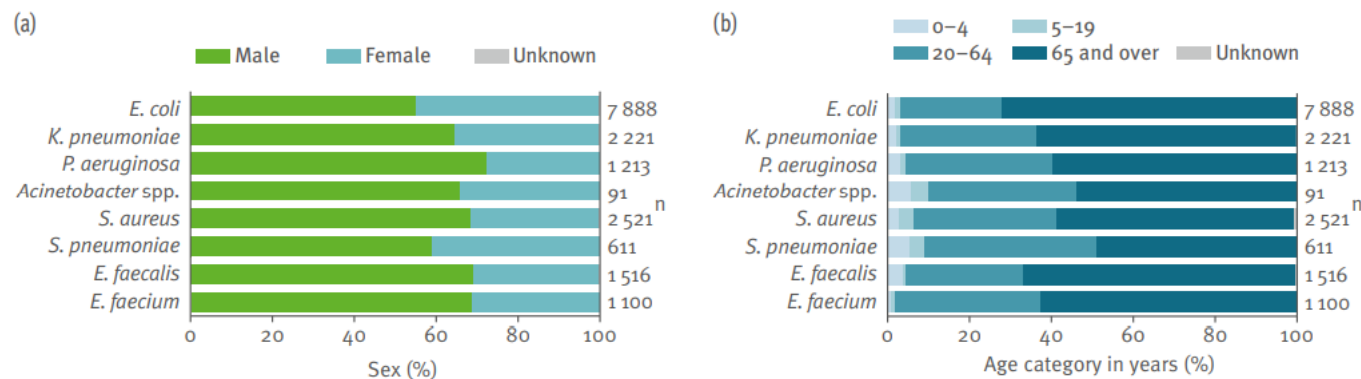 (a)
Male Female Unknown
E. coli 7 888
K. pneumoniae 2 221
P. aeruginosa 1 213
Acinetobacter spp. 91
n
S. aureus 2 521
S. pneumoniae 611
E. faecalis 1 516
E. faecium 1 100
0 20 40 60 80 100
Sex (%)
(b)
0–4 5–19
20–64 65 and over Unknown
E. coli 7 888
K. pneumoniae 2 221
P. aeruginosa 1 213
Acinetobacter spp. 91
n
S. aureus 2 521
S. pneumoniae 611
E. faecalis 1 516
E. faecium 1 100
0 20 40 60 80 100
Age category in years (%)